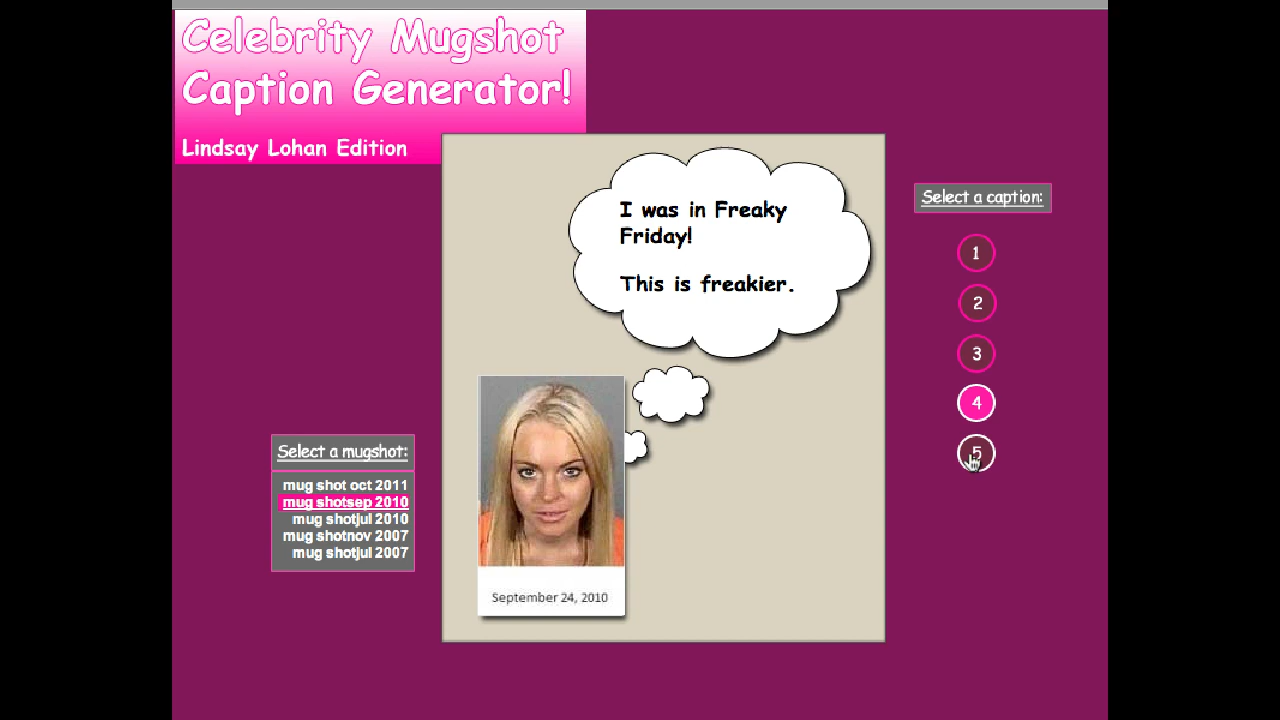 Celebrity Mugshot
Caption Generator!
Lindsay Lohan Edition
I was in Freaky
Friday!
This is freakier.
Select a caption:
1
2
3
4
5
Select a mugshot:
mug shot oct 2011
mug shotsep 2010
mug shotjul 2010
mug shotnov 2007
mug shotjul 2007
September 24, 2010